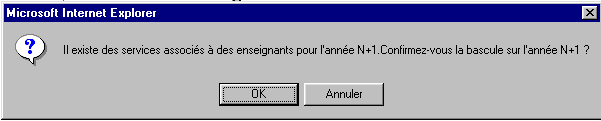 Microsoft Internet Explorer
Il existe des services associés à des enseignants pour l'année N+1.Confirmez-vous la bascule sur l'année N+1 ?
OK
Annuler